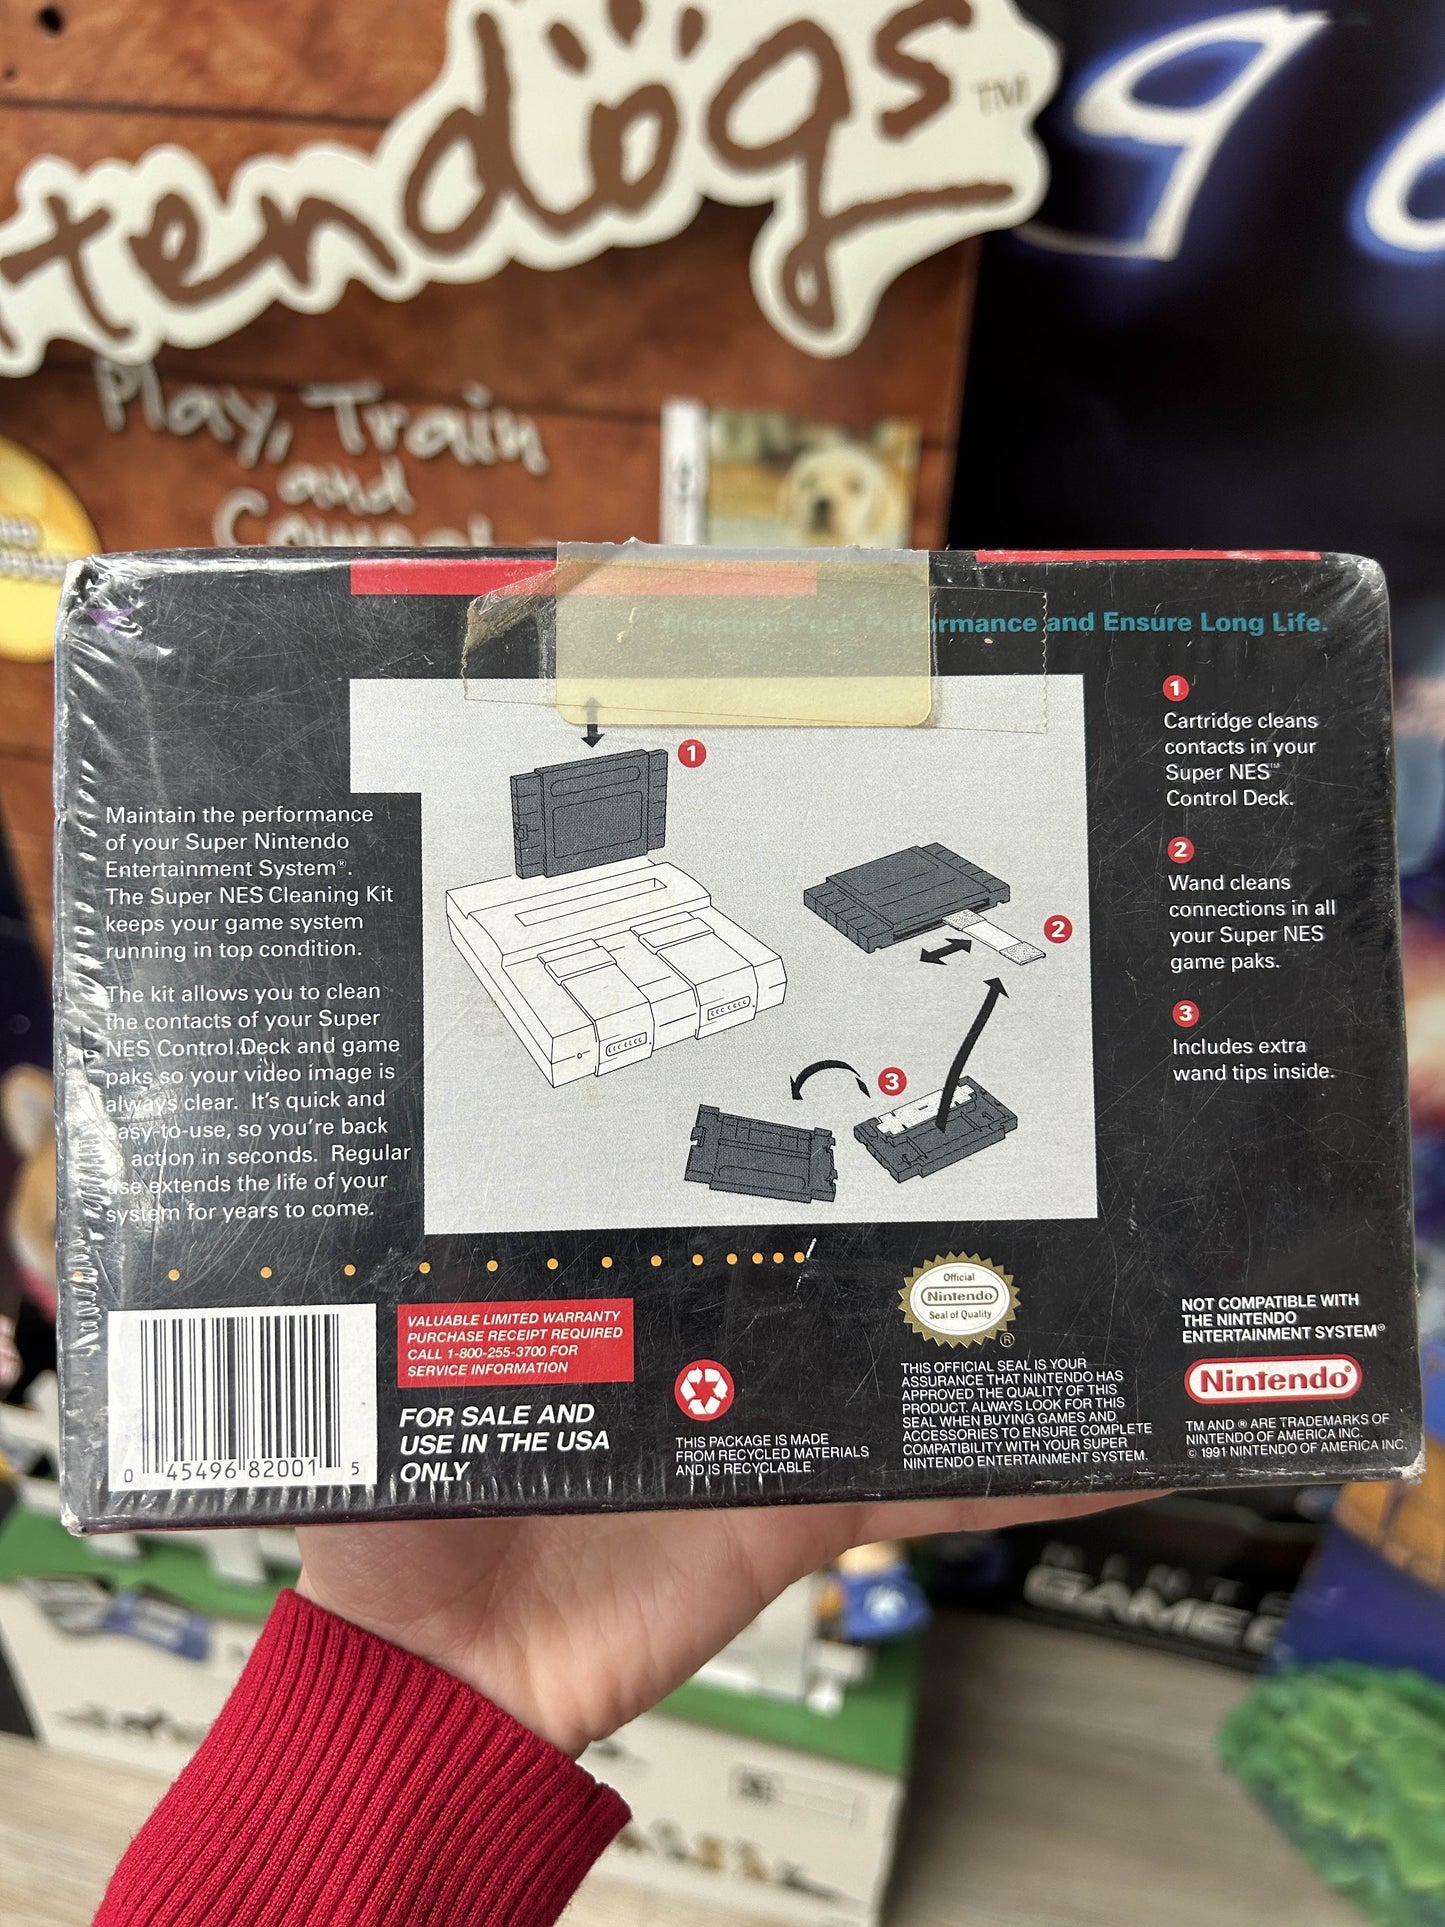 tendogs™
Play, Train
and
Performance and Ensure Long Life.
1
Cartridge cleans
contacts in your
Super NES™
Control Deck.
2
Wand cleans
connections in all
your Super NES
game paks.
3
Includes extra
wand tips inside.
1
2
3
Maintain the performance
of your Super Nintendo
Entertainment System®.
The Super NES Cleaning Kit
keeps your game system
running in top condition.
The kit allows you to clean
the contacts of your Super
NES Control Deck and game
paks so your video image is
always clear. It's quick and
easy-to-use, so you're back
action in seconds. Regular
use extends the life of your
system for years to come.
0 45496 82001 5
VALUABLE LIMITED WARRANTY
PURCHASE RECEIPT REQUIRED
CALL 1-800-255-3700 FOR
SERVICE INFORMATION
FOR SALE AND
USE IN THE USA
ONLY
THIS PACKAGE IS MADE
FROM RECYCLED MATERIALS
AND IS RECYCLABLE.
Official
Nintendo
Seal of Quality
®
THIS OFFICIAL SEAL IS YOUR
ASSURANCE THAT NINTENDO HAS
APPROVED THE QUALITY OF THIS
PRODUCT. ALWAYS LOOK FOR THIS
SEAL WHEN BUYING GAMES AND
ACCESSORIES TO ENSURE COMPLETE
COMPATIBILITY WITH YOUR SUPER
NINTENDO ENTERTAINMENT SYSTEM.
NOT COMPATIBLE WITH
THE NINTENDO
ENTERTAINMENT SYSTEM®
Nintendo®
TM AND ® ARE TRADEMARKS OF
NINTENDO OF AMERICA INC.
© 1991 NINTENDO OF AMERICA INC.
GAME